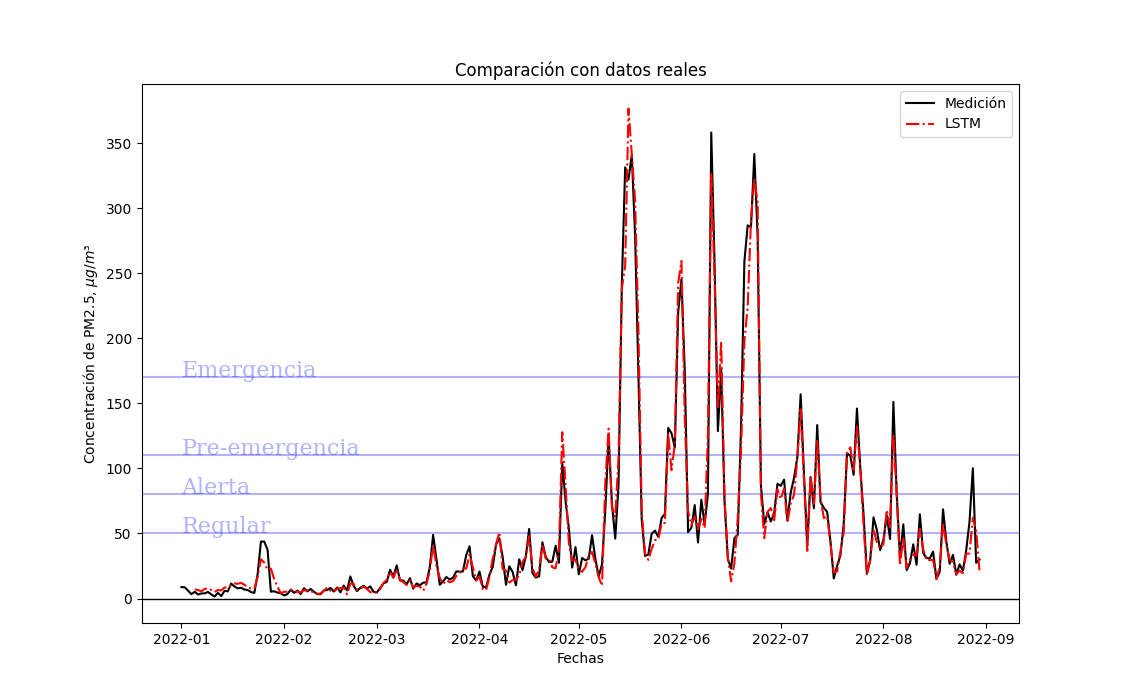 Comparación con datos reales
Medición
LSTM
Concentración de PM2.5, μg/m³
350
300
250
200
150
100
50
0
Emergencia
Pre-emergencia
Alerta
Regular
2022-01 2022-02 2022-03 2022-04 2022-05 2022-06 2022-07 2022-08 2022-09
Fechas